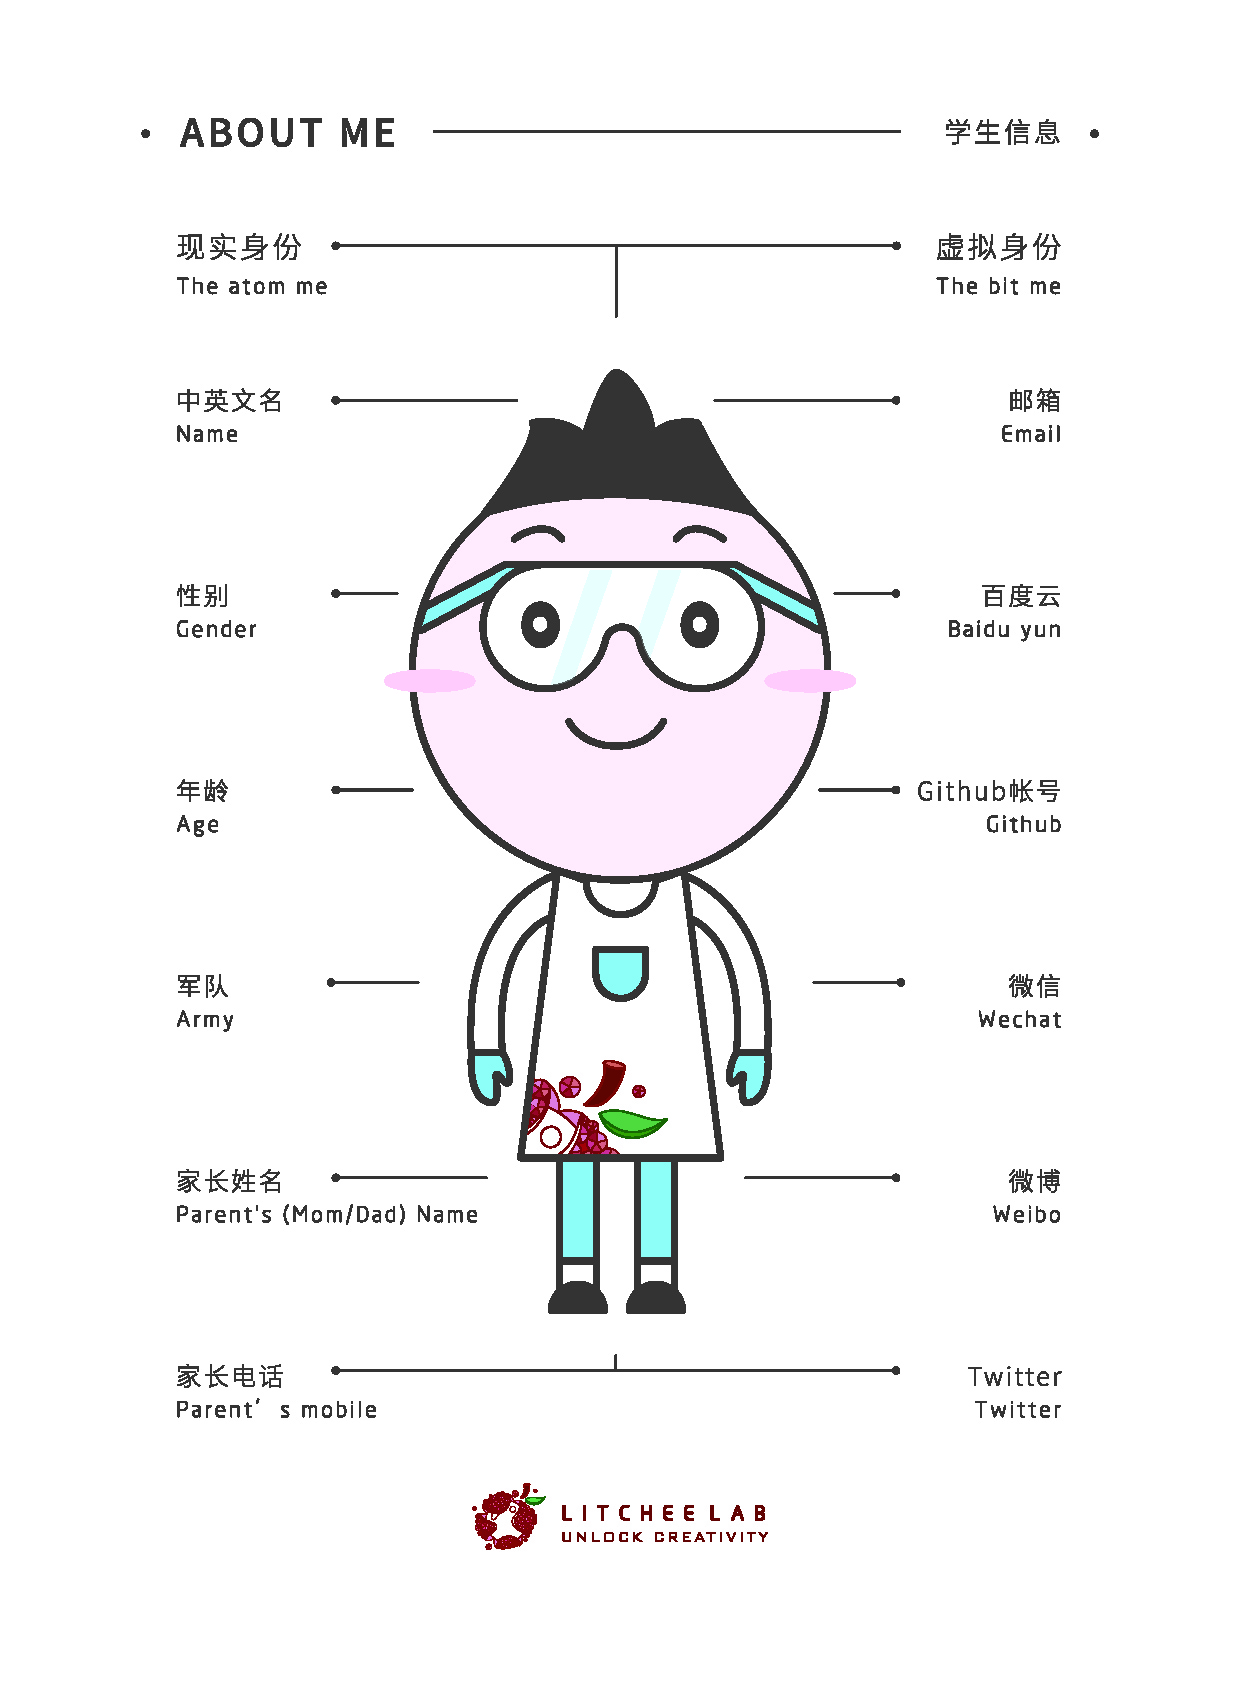 ABOUT ME
学生信息
现实身份
The atom me
虚拟身份
The bit me
中英文名
Name
邮箱
Email
性别
Gender
百度云
Baidu yun
年龄
Age
Github帐号
Github
军队
Army
微信
Wechat
家长姓名
Parent's (Mom/Dad) Name
微博
Weibo
家长电话
Parent’s mobile
Twitter
Twitter
LITCHEE LAB
UNLOCK CREATIVITY